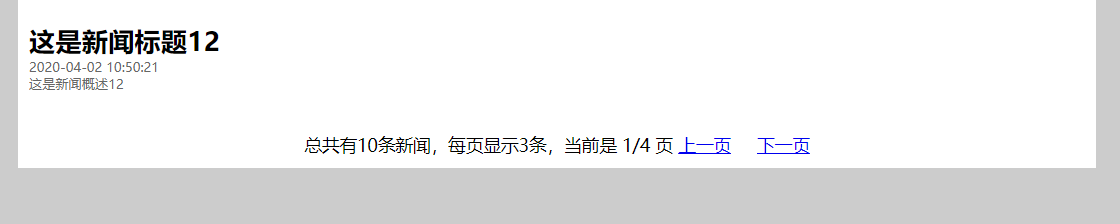 这是新闻标题12
2020-04-02 10:50:21
这是新闻概述12
总共有10条新闻，每页显示3条，当前是 1/4 页 上一页 下一页